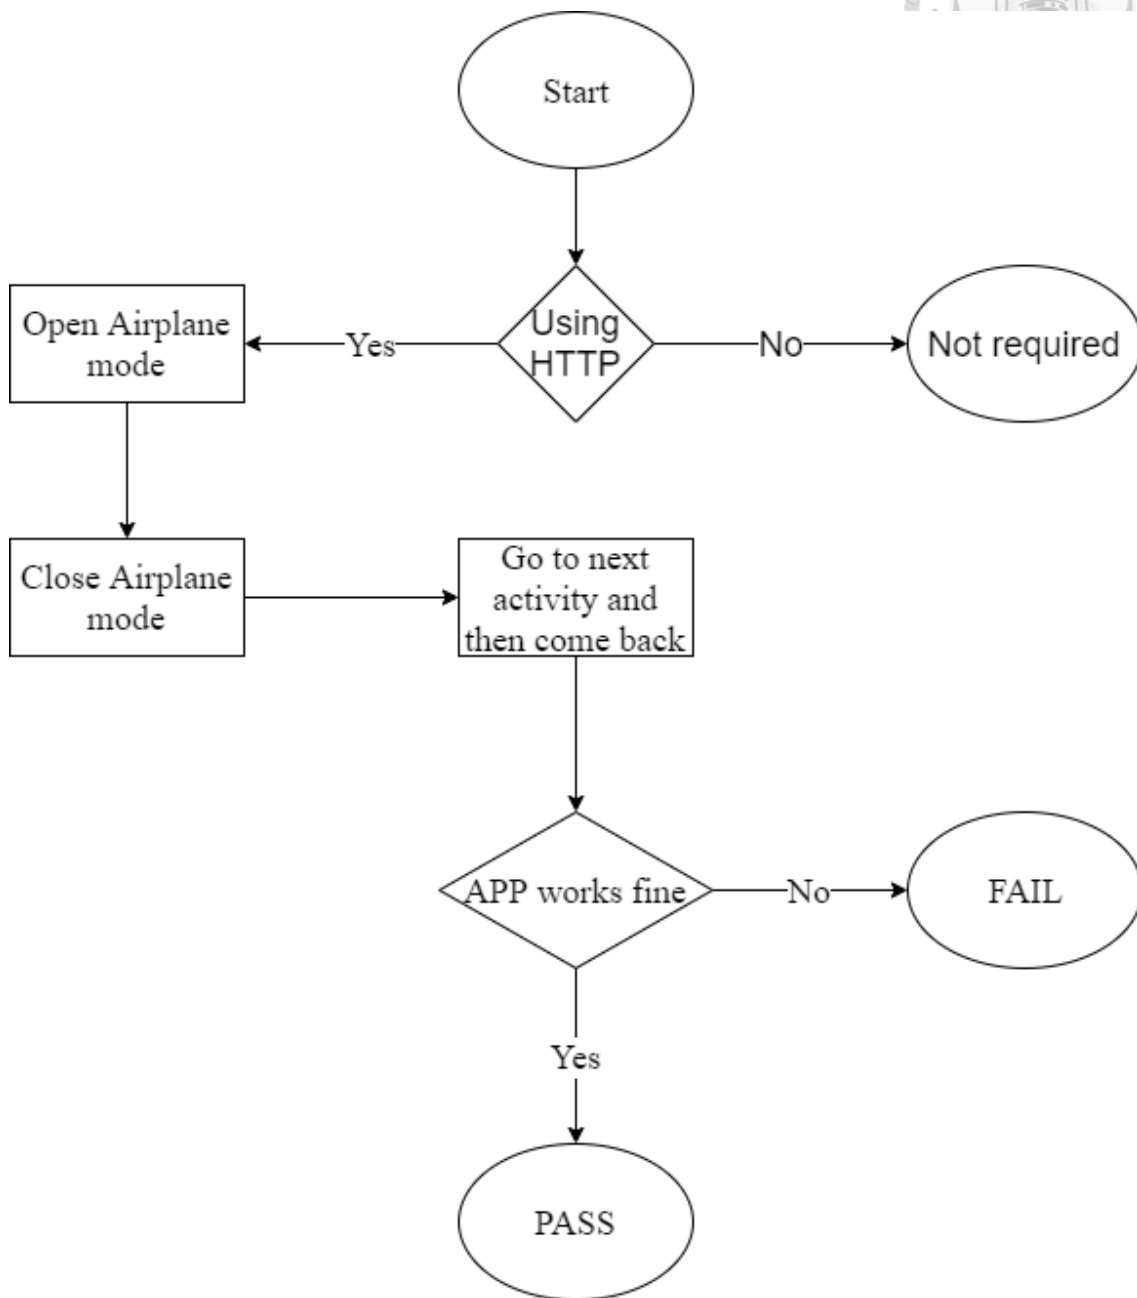 Start
Using
HTTP
Yes
No
Open Airplane
mode
Not required
Close Airplane
mode
Go to next
activity and
then come back
APP works fine
No
FAIL
Yes
PASS